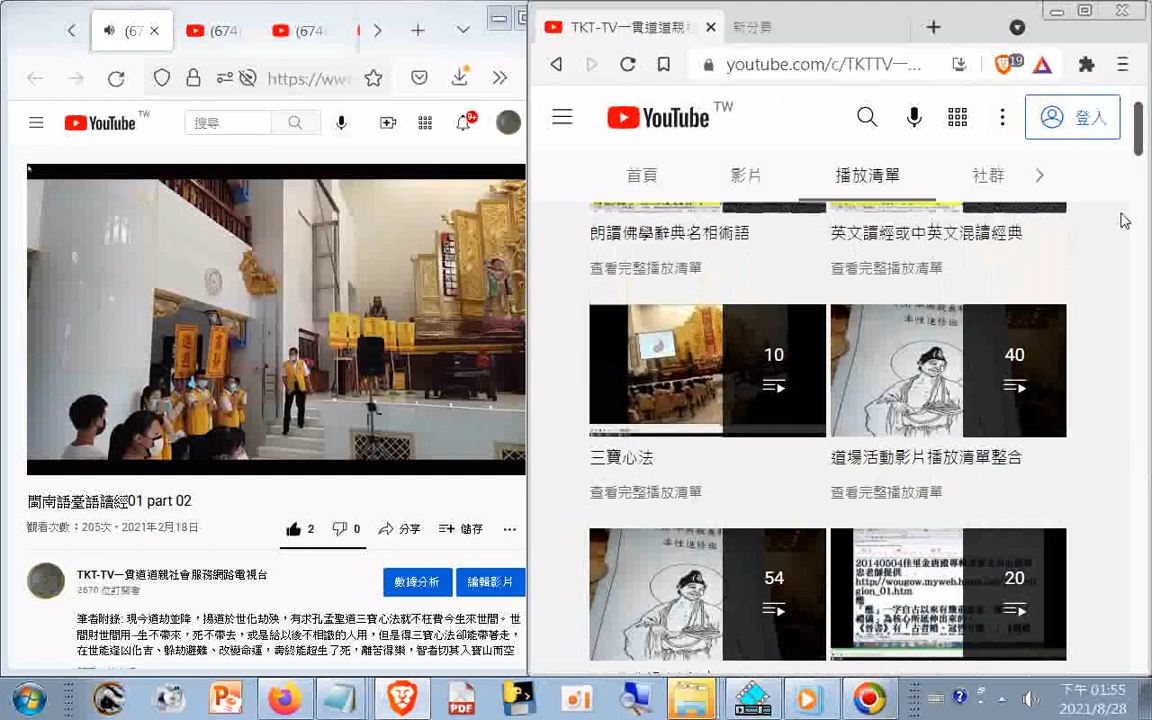 (67
(674)
(674
https://www
YouTube TW
搜尋
9+
閩南語臺語讀經01 part 02
觀看次數：205次・2021年2月18日
2
0
分享
儲存
TKT-TV一貫道道親社會服務網路電視台
2670 位訂閱者
數據分析
編輯影片
筆者附錄: 現今道劫並降，揚道於世化劫殃，有求孔孟聖道三寶心法就不枉費今生來世間。世
間財世間用─生不帶來，死不帶去，或是給以後不相識的人用，但是得三寶心法卻能帶著走，
在世能逢凶化吉、躲劫避難、改變命運，壽終能超生了死，離苦得樂，智者切莫入寶山而空
TKT-TV一貫道道親
新分頁
youtube.com/c/TKTTV一...
19
YouTube TW
登入
首頁
影片
播放清單
社群
朗讀佛學辭典名相術語
查看完整播放清單
英文讀經或中英文混讀經典
查看完整播放清單
10
三寶心法
查看完整播放清單
率性進修班
40
道場活動影片播放清單整合
查看完整播放清單
率性進修班
54
20
下午 01:55
2021/8/28